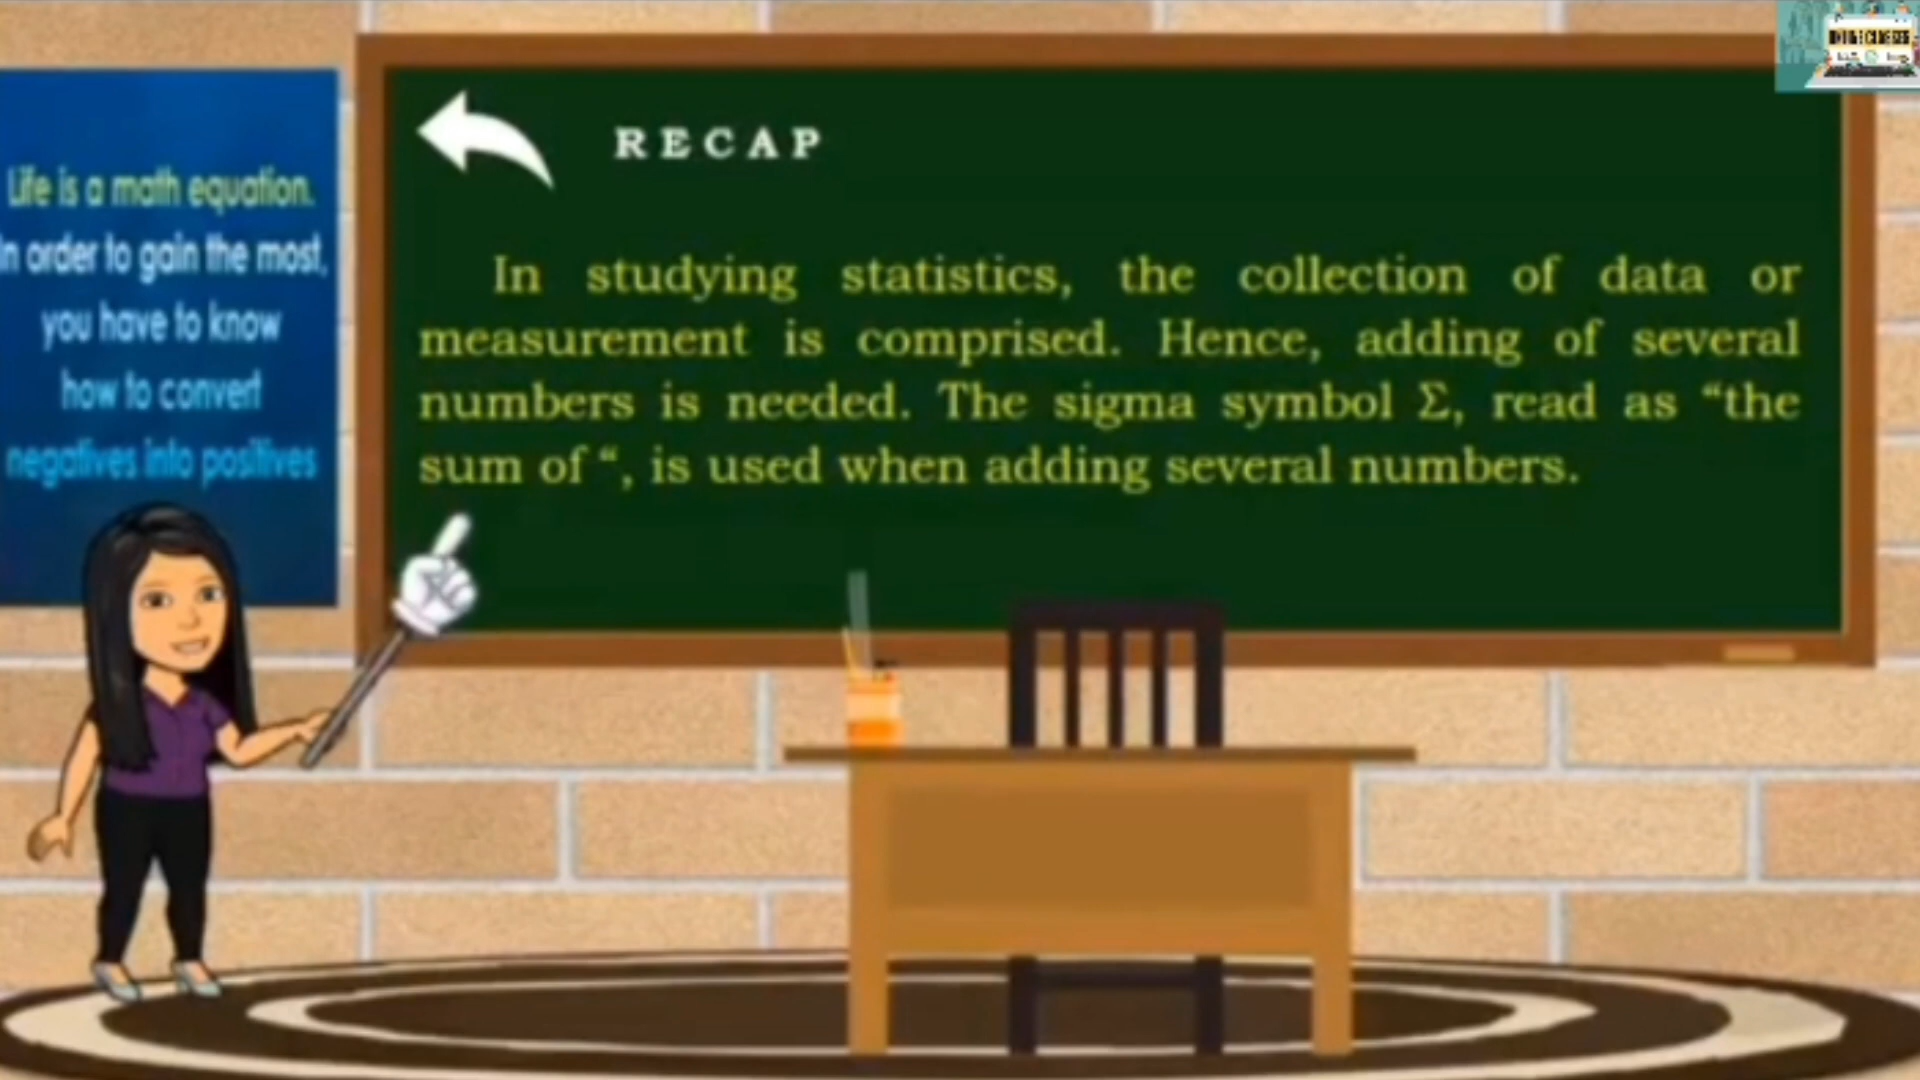 Life is a math equation.
In order to gain the most,
you have to know
how to convert
negatives into positives
RECAP
In studying statistics, the collection of data or
measurement is comprised. Hence, adding of several
numbers is needed. The sigma symbol Σ, read as “the
sum of “, is used when adding several numbers.